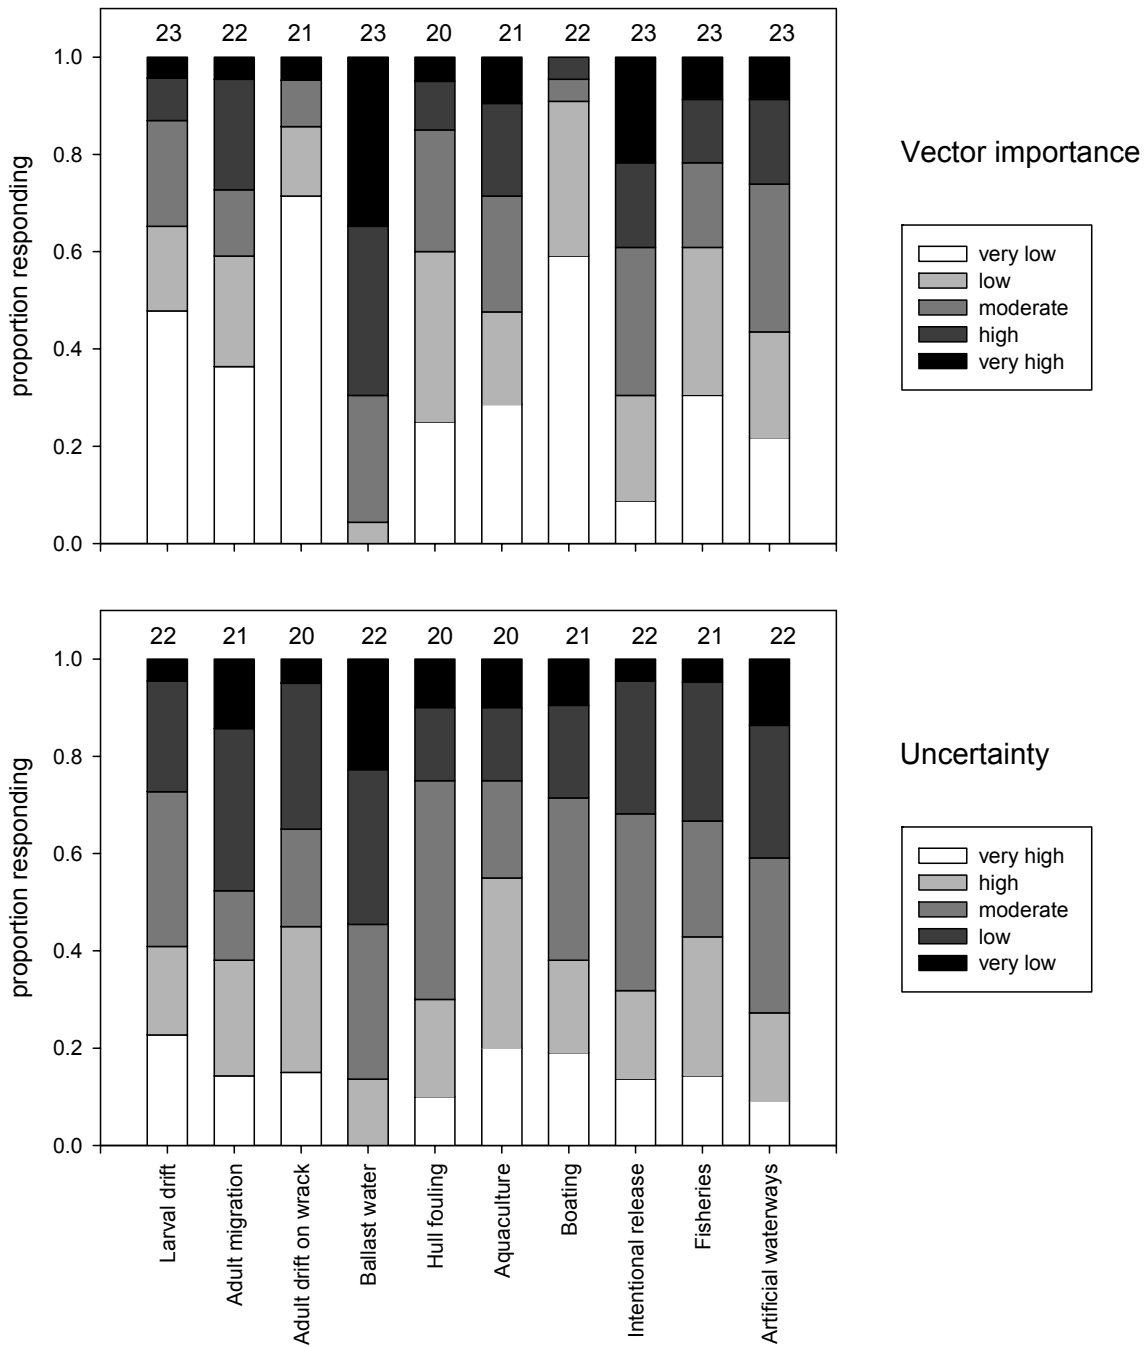 23 22 21 23 20 21 22 23 23 23
1.0
0.8
0.6
0.4
0.2
0.0
proportion responding
Vector importance
very low
low
moderate
high
very high
22 21 20 22 20 20 21 22 21 22
1.0
0.8
0.6
0.4
0.2
0.0
proportion responding
Uncertainty
very high
high
moderate
low
very low
Larval drift
Adult migration
Adult drift on wrack
Ballast water
Hull fouling
Aquaculture
Boating
Intentional release
Fisheries
Artificial waterways